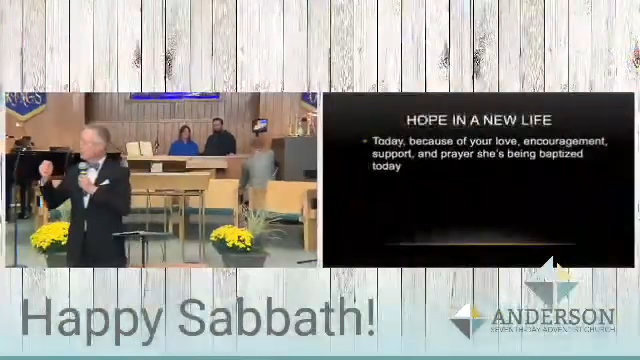 KINGS
HOPE IN A NEW LIFE
Today, because of your love, encouragement,
support, and prayer she's being baptized
today
Happy Sabbath!
ANDERSON
SEVENTH-DAY ADVENTIST CHURCH